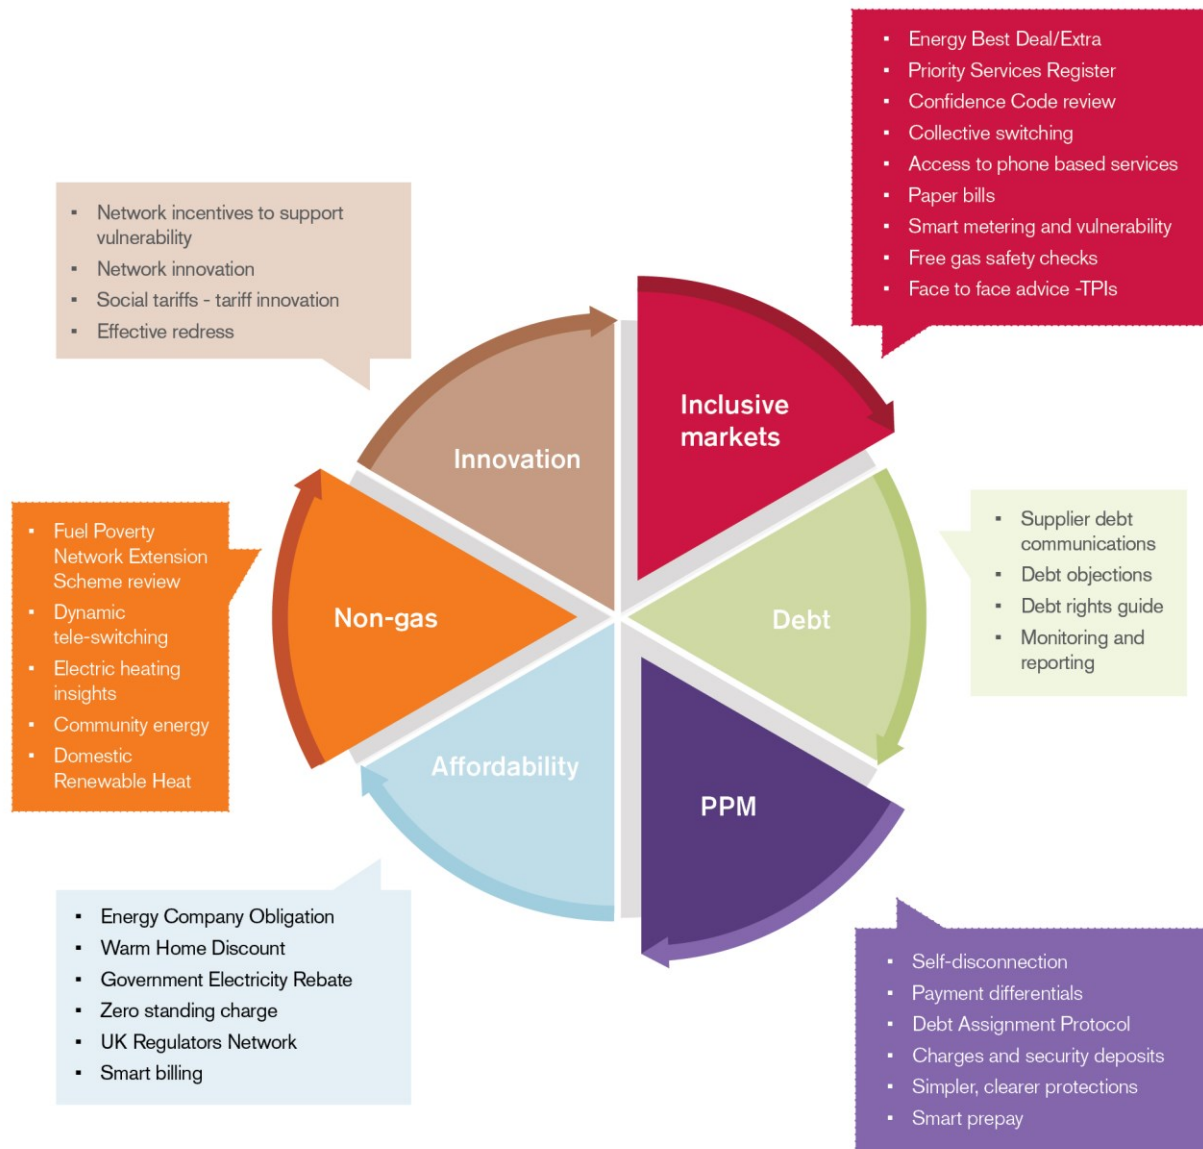 ▪ Energy Best Deal/Extra
▪ Priority Services Register
▪ Confidence Code review
▪ Collective switching
▪ Access to phone based services
▪ Paper bills
▪ Smart metering and vulnerability
▪ Free gas safety checks
▪ Face to face advice -TPIs
▪ Network incentives to support
vulnerability
▪ Network innovation
▪ Social tariffs - tariff innovation
▪ Effective redress
Inclusive
markets
Innovation
▪ Supplier debt
communications
▪ Debt objections
▪ Debt rights guide
▪ Monitoring and
reporting
▪ Fuel Poverty
Network Extension
Scheme review
▪ Dynamic
tele-switching
▪ Electric heating
insights
▪ Community energy
▪ Domestic
Renewable Heat
Non-gas
Debt
Affordability
PPM
▪ Energy Company Obligation
▪ Warm Home Discount
▪ Government Electricity Rebate
▪ Zero standing charge
▪ UK Regulators Network
▪ Smart billing
▪ Self-disconnection
▪ Payment differentials
▪ Debt Assignment Protocol
▪ Charges and security deposits
▪ Simpler, clearer protections
▪ Smart prepay